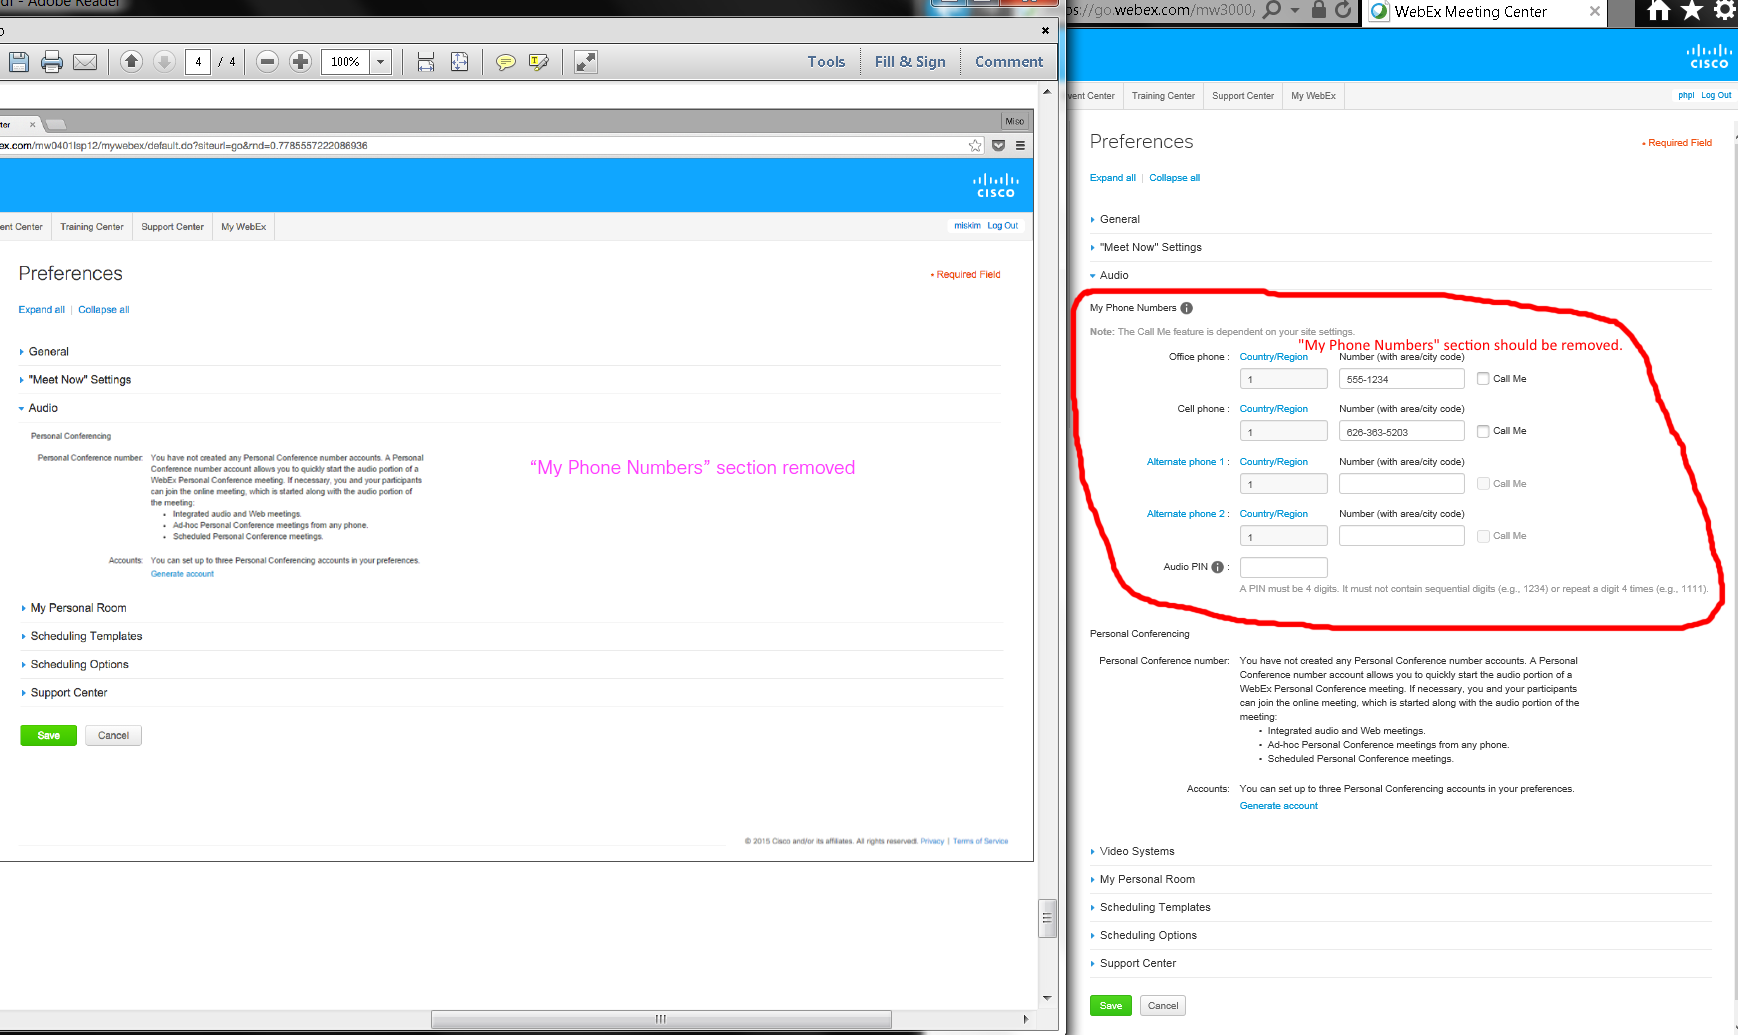 df - Adobe Reader
4 / 4
100%
Tools
Fill & Sign
Comment
ter
Miso
ex.com/mw0401lsp12/mywebex/default.do?siteurl=go&rnd=0.7785557222086936
CISCO
ent Center
Training Center
Support Center
My WebEx
miskim
Log Out
Preferences
• Required Field
Expand all | Collapse all
General
"Meet Now" Settings
Audio
Personal Conferencing
Personal Conference number: You have not created any Personal Conference number accounts. A Personal
Conference number account allows you to quickly start the audio portion of a
WebEx Personal Conference meeting. If necessary, you and your participants
can join the online meeting, which is started along with the audio portion of
the meeting:
• Integrated audio and Web meetings.
• Ad-hoc Personal Conference meetings from any phone.
• Scheduled Personal Conference meetings.
Accounts: You can set up to three Personal Conferencing accounts in your preferences.
Generate account
“My Phone Numbers” section removed
My Personal Room
Scheduling Templates
Scheduling Options
Support Center
Save
Cancel
© 2015 Cisco and/or its affiliates. All rights reserved. Privacy | Terms of Service
ps://go.webex.com/mw3000,
WebEx Meeting Center
CISCO
vent Center
Training Center
Support Center
My WebEx
phpl
Log Out
Preferences
• Required Field
Expand all | Collapse all
General
"Meet Now" Settings
Audio
My Phone Numbers
Note: The Call Me feature is dependent on your site settings.
"My Phone Numbers" section should be removed.
Office phone : Country/Region Number (with area/city code)
1 555-1234 Call Me
Cell phone : Country/Region Number (with area/city code)
1 626-363-5203 Call Me
Alternate phone 1 : Country/Region Number (with area/city code)
1 Call Me
Alternate phone 2 : Country/Region Number (with area/city code)
1 Call Me
Audio PIN :
A PIN must be 4 digits. It must not contain sequential digits (e.g., 1234) or repeat a digit 4 times (e.g., 1111).
Personal Conferencing
Personal Conference number: You have not created any Personal Conference number accounts. A Personal
Conference number account allows you to quickly start the audio portion of a
WebEx Personal Conference meeting. If necessary, you and your participants
can join the online meeting, which is started along with the audio portion of the
meeting:
• Integrated audio and Web meetings.
• Ad-hoc Personal Conference meetings from any phone.
• Scheduled Personal Conference meetings.
Accounts: You can set up to three Personal Conferencing accounts in your preferences.
Generate account
Video Systems
My Personal Room
Scheduling Templates
Scheduling Options
Support Center
Save
Cancel